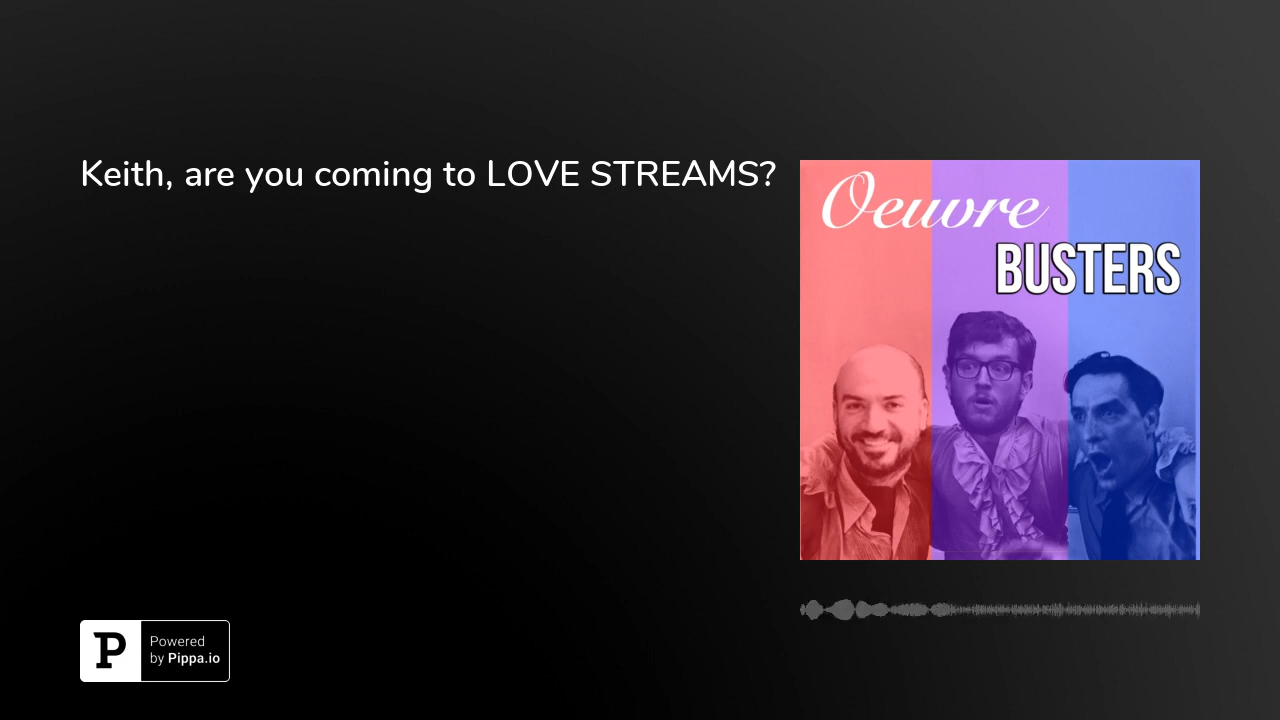 Keith, are you coming to LOVE STREAMS?
Oeuvre
BUSTERS
P
Powered
by Pippa.io